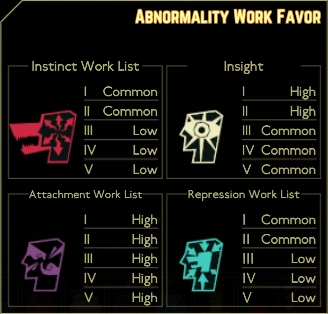 ABNORMALITY WORK FAVOR
Instinct Work List
I Common
II Common
III Low
IV Low
V Low
Insight
I High
II High
III Common
IV Common
V Common
Attachment Work List
I High
II High
III High
IV High
V High
Repression Work List
I Common
II Common
III Low
IV Low
V Low